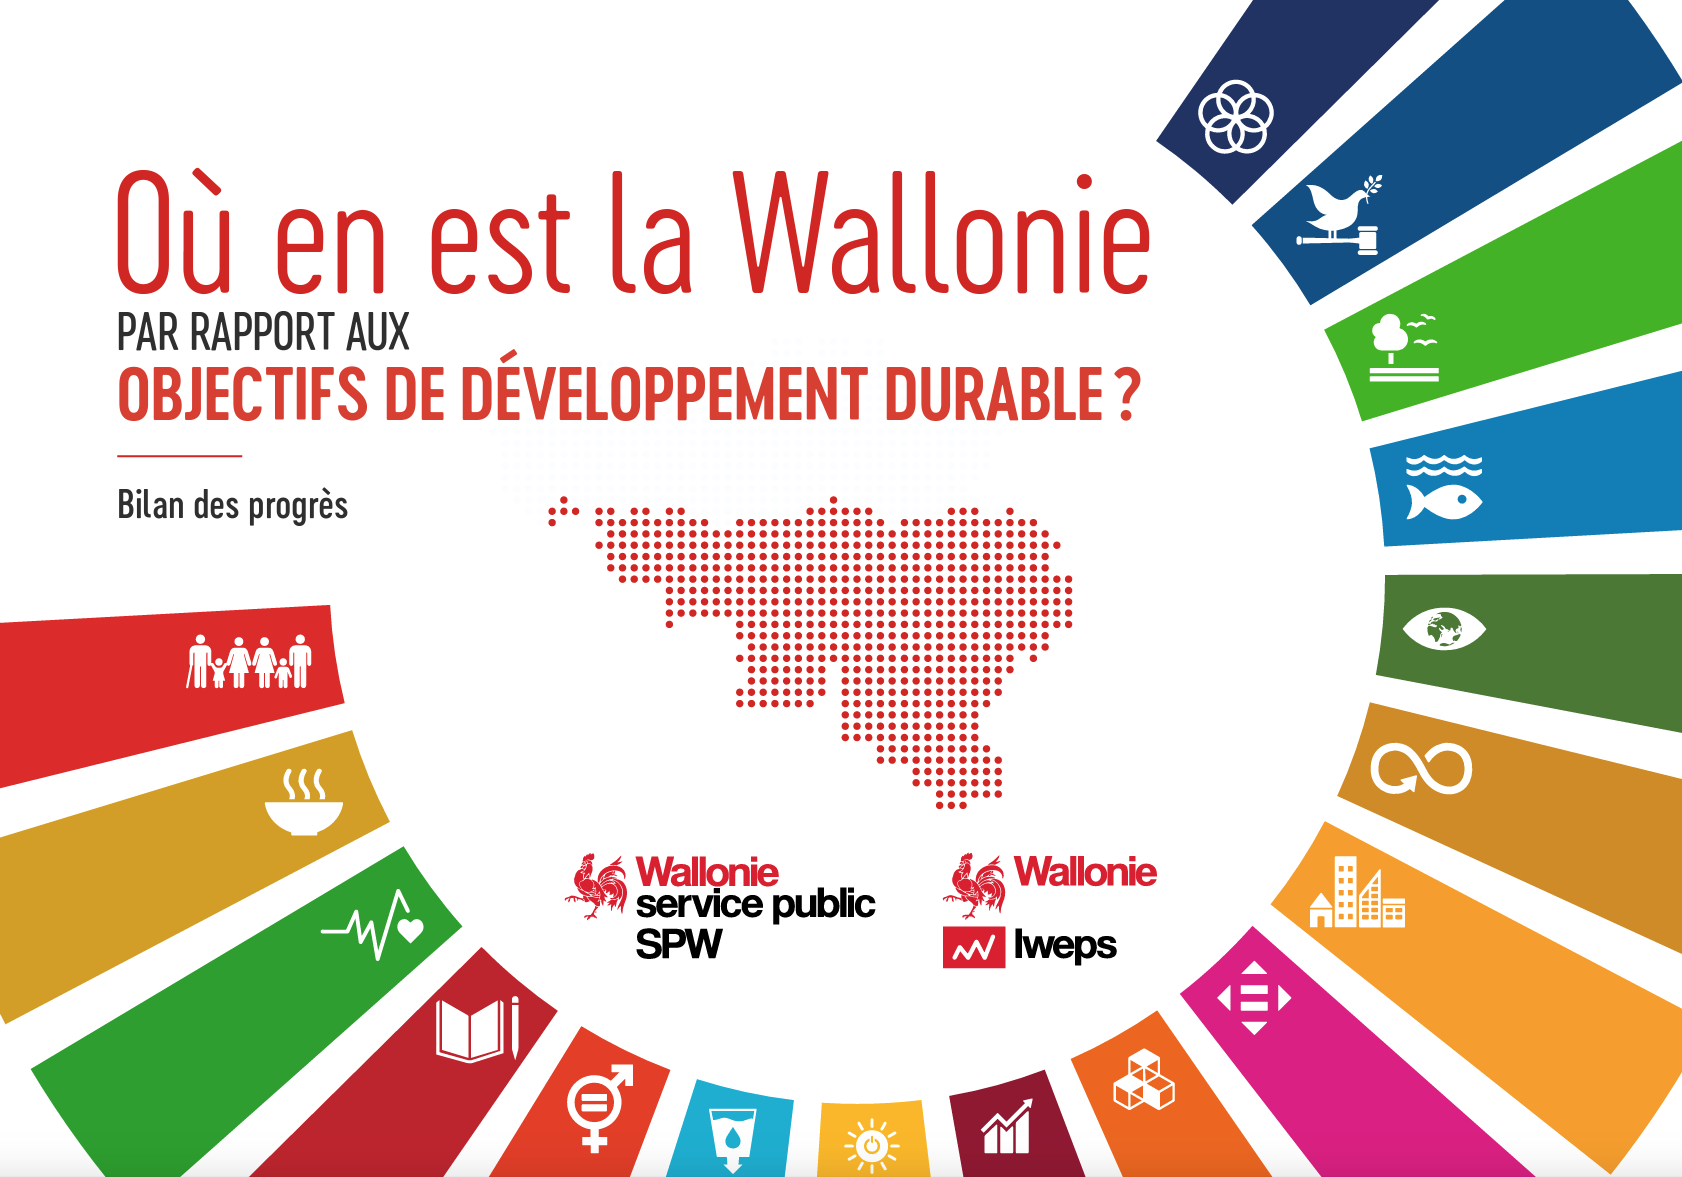 Où en est la Wallonie
PAR RAPPORT AUX
OBJECTIFS DE DÉVELOPPEMENT DURABLE ?
Bilan des progrès
Wallonie
service public
SPW
Wallonie
Iweps